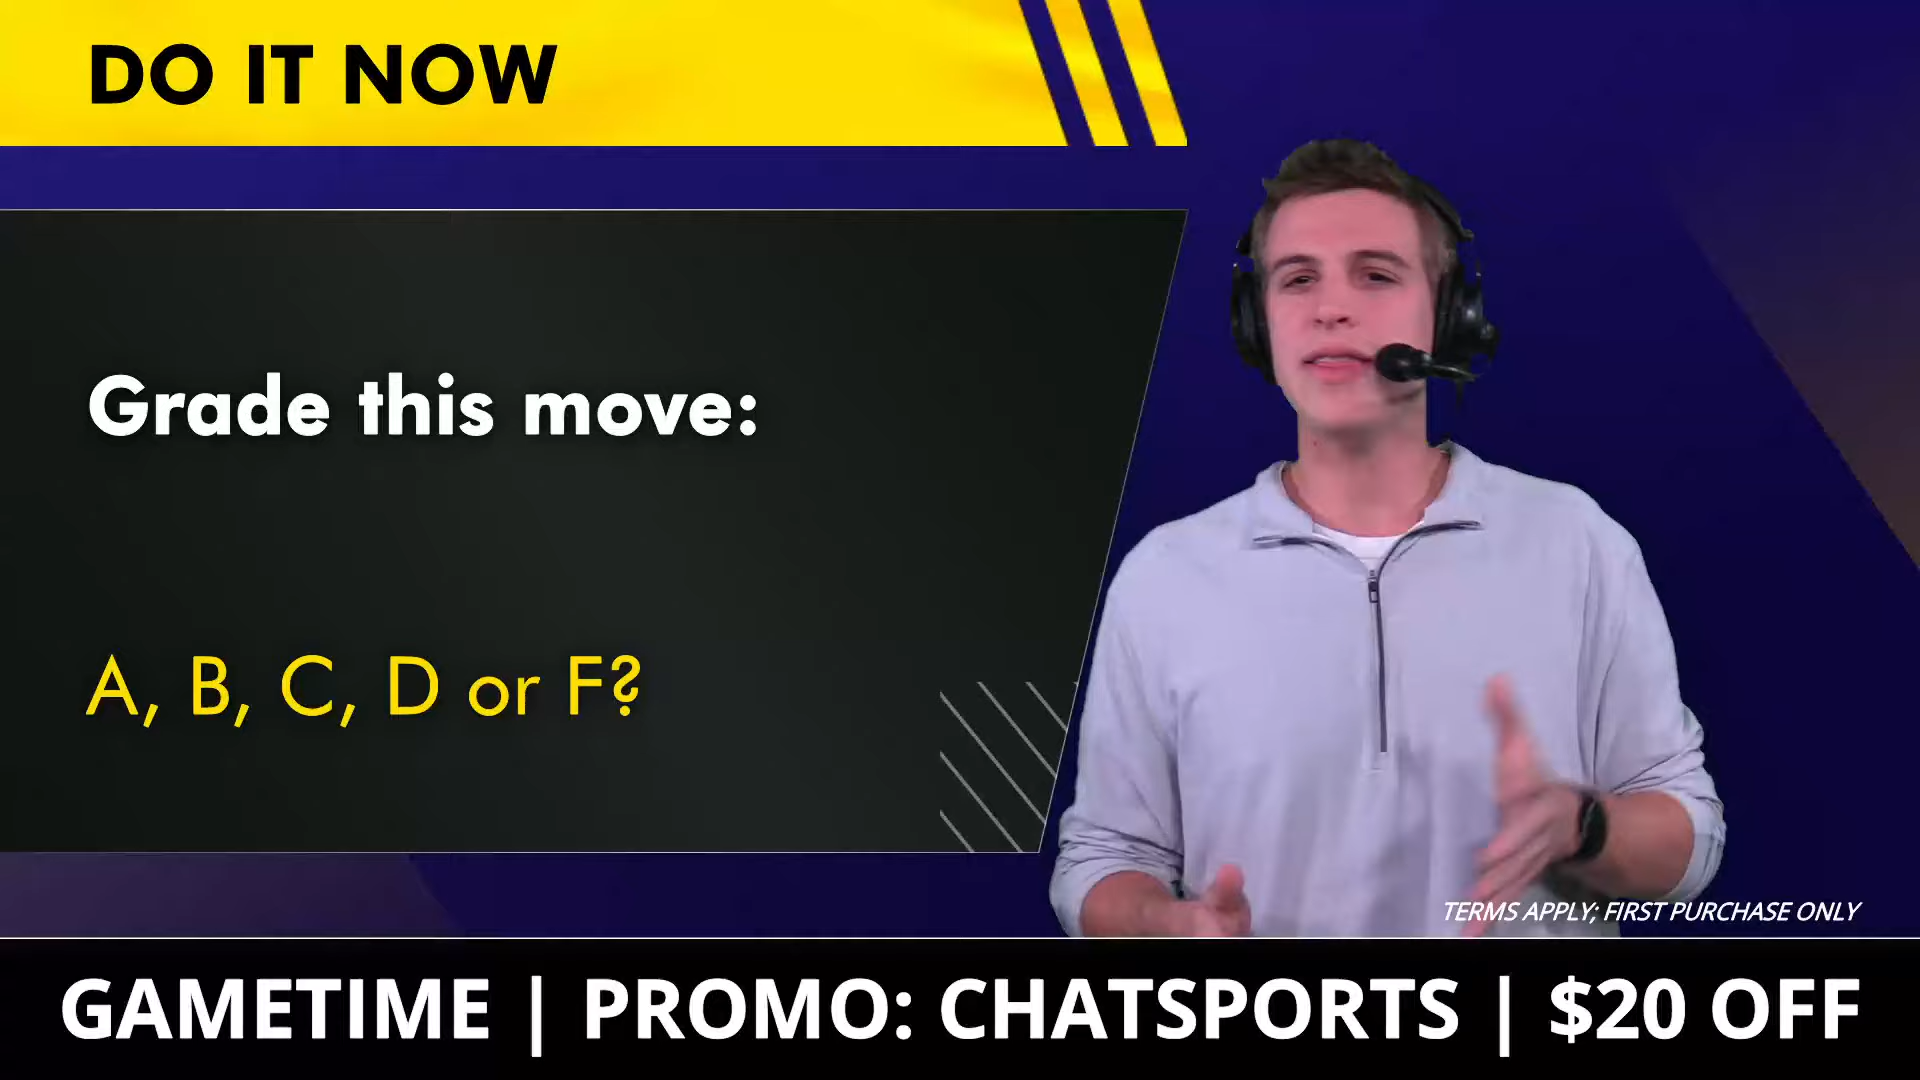 DO IT NOW
Grade this move:
A, B, C, D or F?
TERMS APPLY; FIRST PURCHASE ONLY
GAMETIME | PROMO: CHATSPORTS | $20 OFF